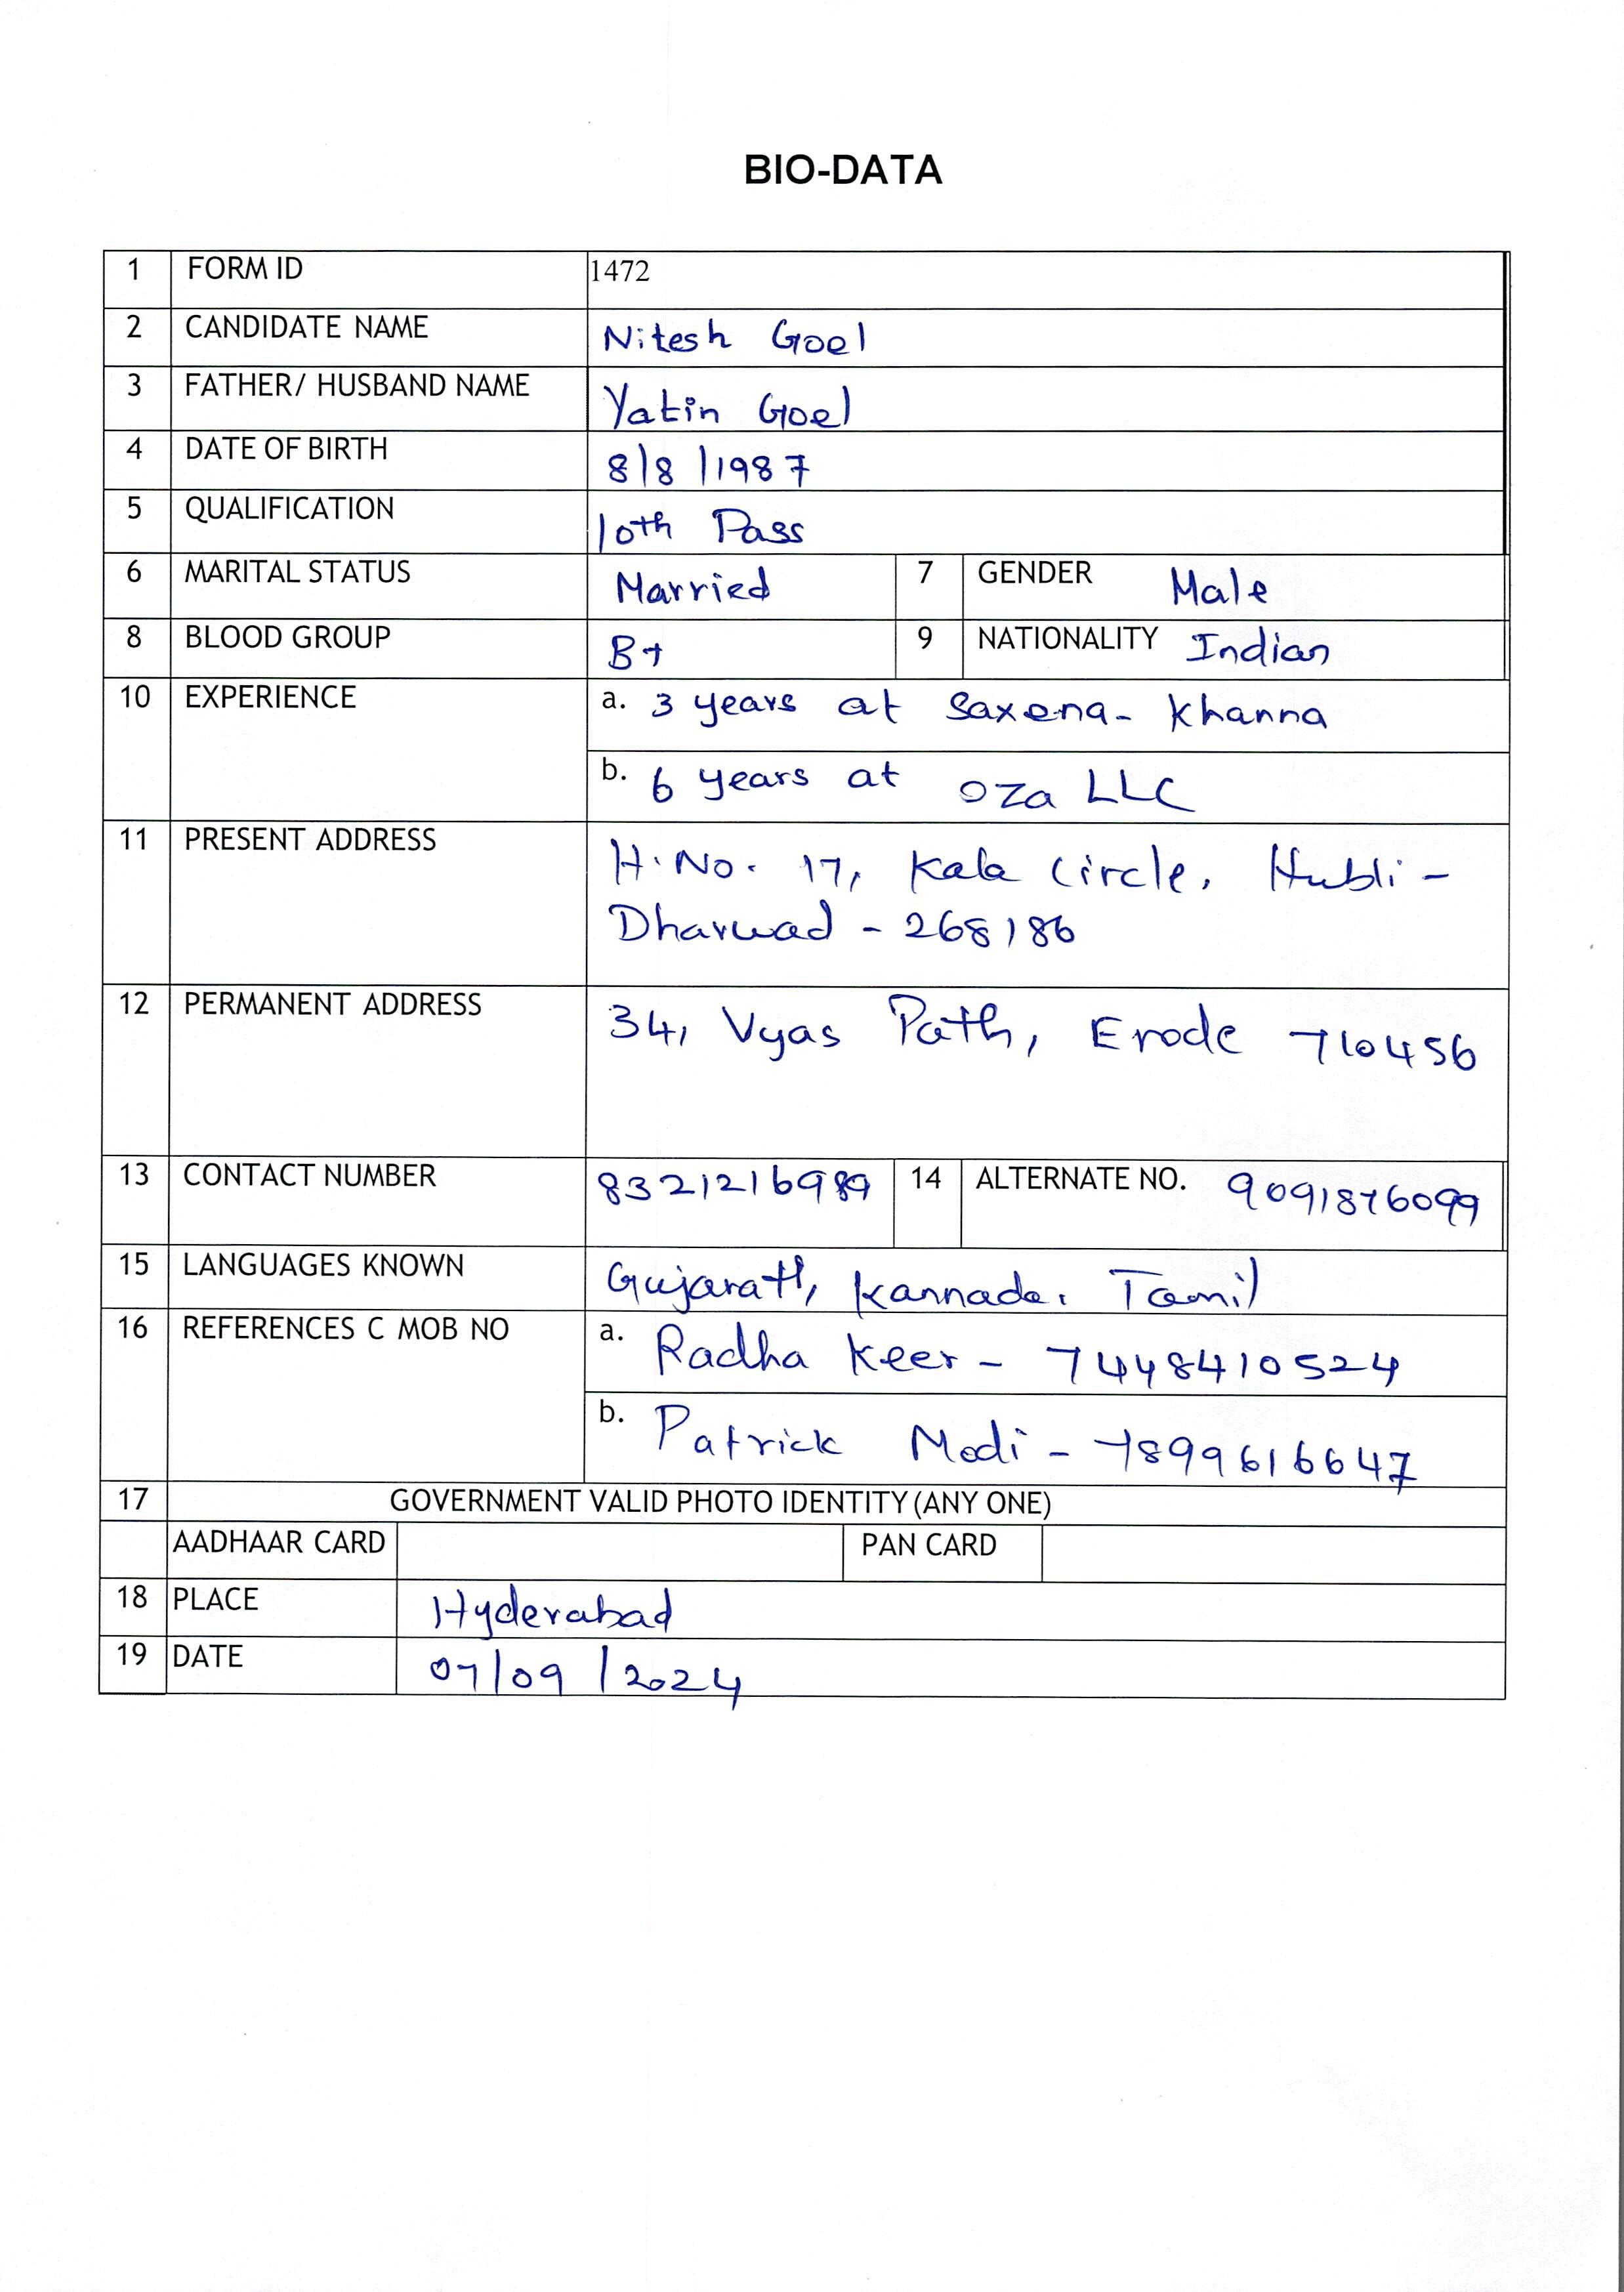 BIO-DATA
1 FORM ID 1472
2 CANDIDATE NAME Nitesh Goel
3 FATHER/ HUSBAND NAME Yatin Goel
4 DATE OF BIRTH 8/8/1987
5 QUALIFICATION 10th Pass
6 MARITAL STATUS Married 7 GENDER Male
8 BLOOD GROUP B+ 9 NATIONALITY Indian
10 EXPERIENCE a. 3 years at Saxena- Khanna
b. 6 years at Oza LLC
11 PRESENT ADDRESS H.No. 17, Kala Circle, Hubli -
Dharwad - 268186
12 PERMANENT ADDRESS 34, Vyas Path, Erode 710456
13 CONTACT NUMBER 8321216989 14 ALTERNATE NO. 9091876099
15 LANGUAGES KNOWN Gujarati, Kannada, Tamil
16 REFERENCES C MOB NO a. Radha Keer - 7448410524
b. Patrick Modi - 7899616647
17 GOVERNMENT VALID PHOTO IDENTITY (ANY ONE)
AADHAAR CARD PAN CARD
18 PLACE Hyderabad
19 DATE 07/09/2024